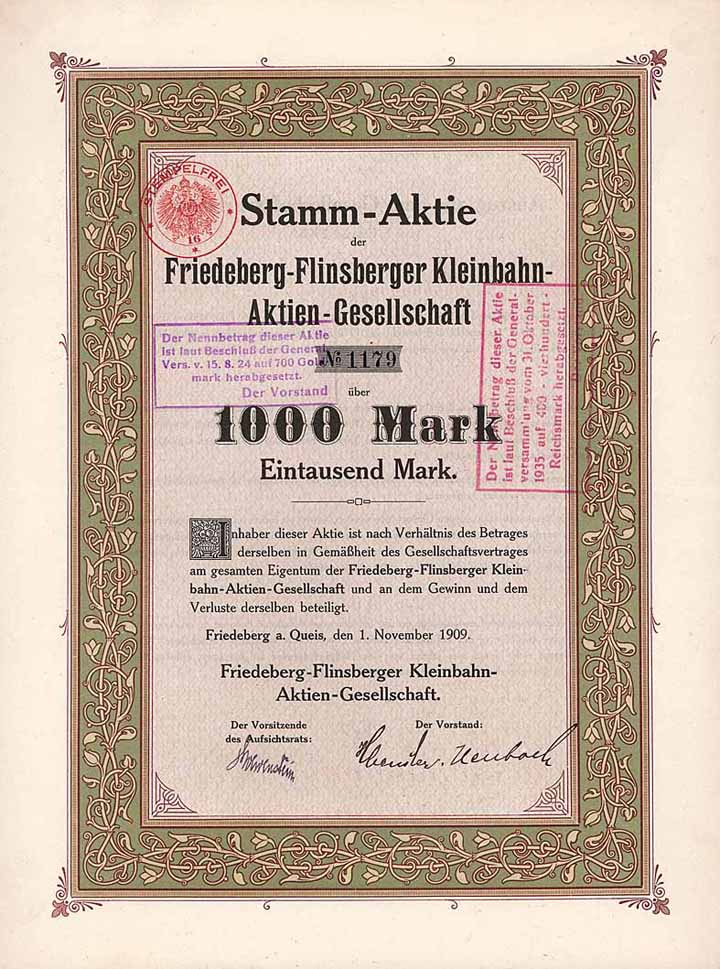 STEMPELFREI
16
Stamm-Aktie
der
Friedeberg-Flinsberger Kleinbahn-
Aktien-Gesellschaft
Der Nennbetrag dieser Aktie
ist laut Beschluß der General-
Vers. v. 15. 8. 24 auf 700 Gold
mark herabgesetzt.
Der Vorstand
№ 1179
über
1000 Mark
Eintausend Mark.
Der Nennbetrag dieser Aktie
ist laut Beschluß der General-
versammlung vom 31. Oktober
1935 auf 400 - vierhundert -
Reichsmark herabgesetzt.
Inhaber dieser Aktie ist nach Verhältnis des Betrages
derselben in Gemäßheit des Gesellschaftsvertrages
am gesamten Eigentum der Friedeberg-Flinsberger Klein-
bahn-Aktien-Gesellschaft und an dem Gewinn und dem
Verluste derselben beteiligt.
Friedeberg a. Queis, den 1. November 1909.
Friedeberg-Flinsberger Kleinbahn-
Aktien-Gesellschaft.
Der Vorsitzende
des Aufsichtsrats:
Der Vorstand: